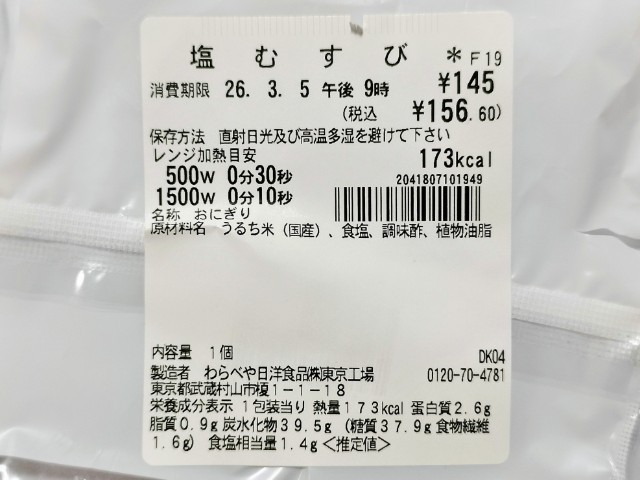 塩むすび ＊F19
消費期限 26. 3. 5 午後 9時 ¥145
(税込 ¥156.60)
保存方法 直射日光及び高温多湿を避けて下さい
レンジ加熱目安 173kcal
500W 0分30秒 2041807101949
1500W 0分10秒
名称 おにぎり
原材料名 うるち米（国産）、食塩、調味酢、植物油脂
内容量 1個 DK04
製造者 わらべや日洋食品㈱東京工場 0120-70-4781
東京都武蔵村山市榎1-1-18
栄養成分表示 1包装当り 熱量173kcal 蛋白質2.6g
脂質0.9g 炭水化物39.5g（糖質37.9g 食物繊維
1.6g） 食塩相当量1.4g＜推定値＞